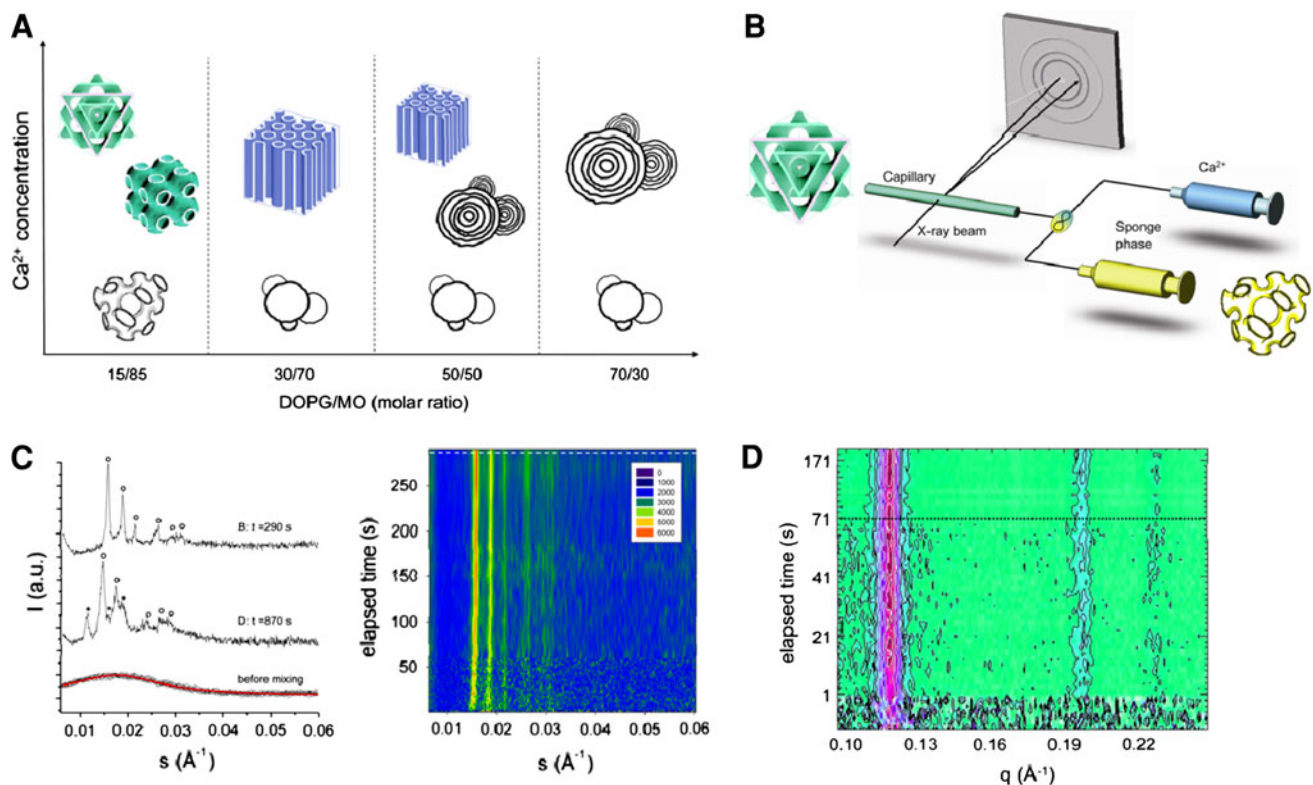 A
Ca²⁺ concentration
15/85
30/70
50/50
70/30
DOPG/MO (molar ratio)
B
Capillary
X-ray beam
Ca²⁺
Sponge
phase
C
I (a.u.)
B: t =290 s
D: t =870 s
before mixing
0.01 0.02 0.03 0.04 0.05 0.06
s (Å⁻¹)
elapsed time (s)
250
200
150
100
50
0
1000
2000
3000
4000
5000
6000
0.01 0.02 0.03 0.04 0.05 0.06
s (Å⁻¹)
D
elapsed time (s)
171
71
41
21
1
0.10 0.13 0.16 0.19 0.22
q (Å⁻¹)